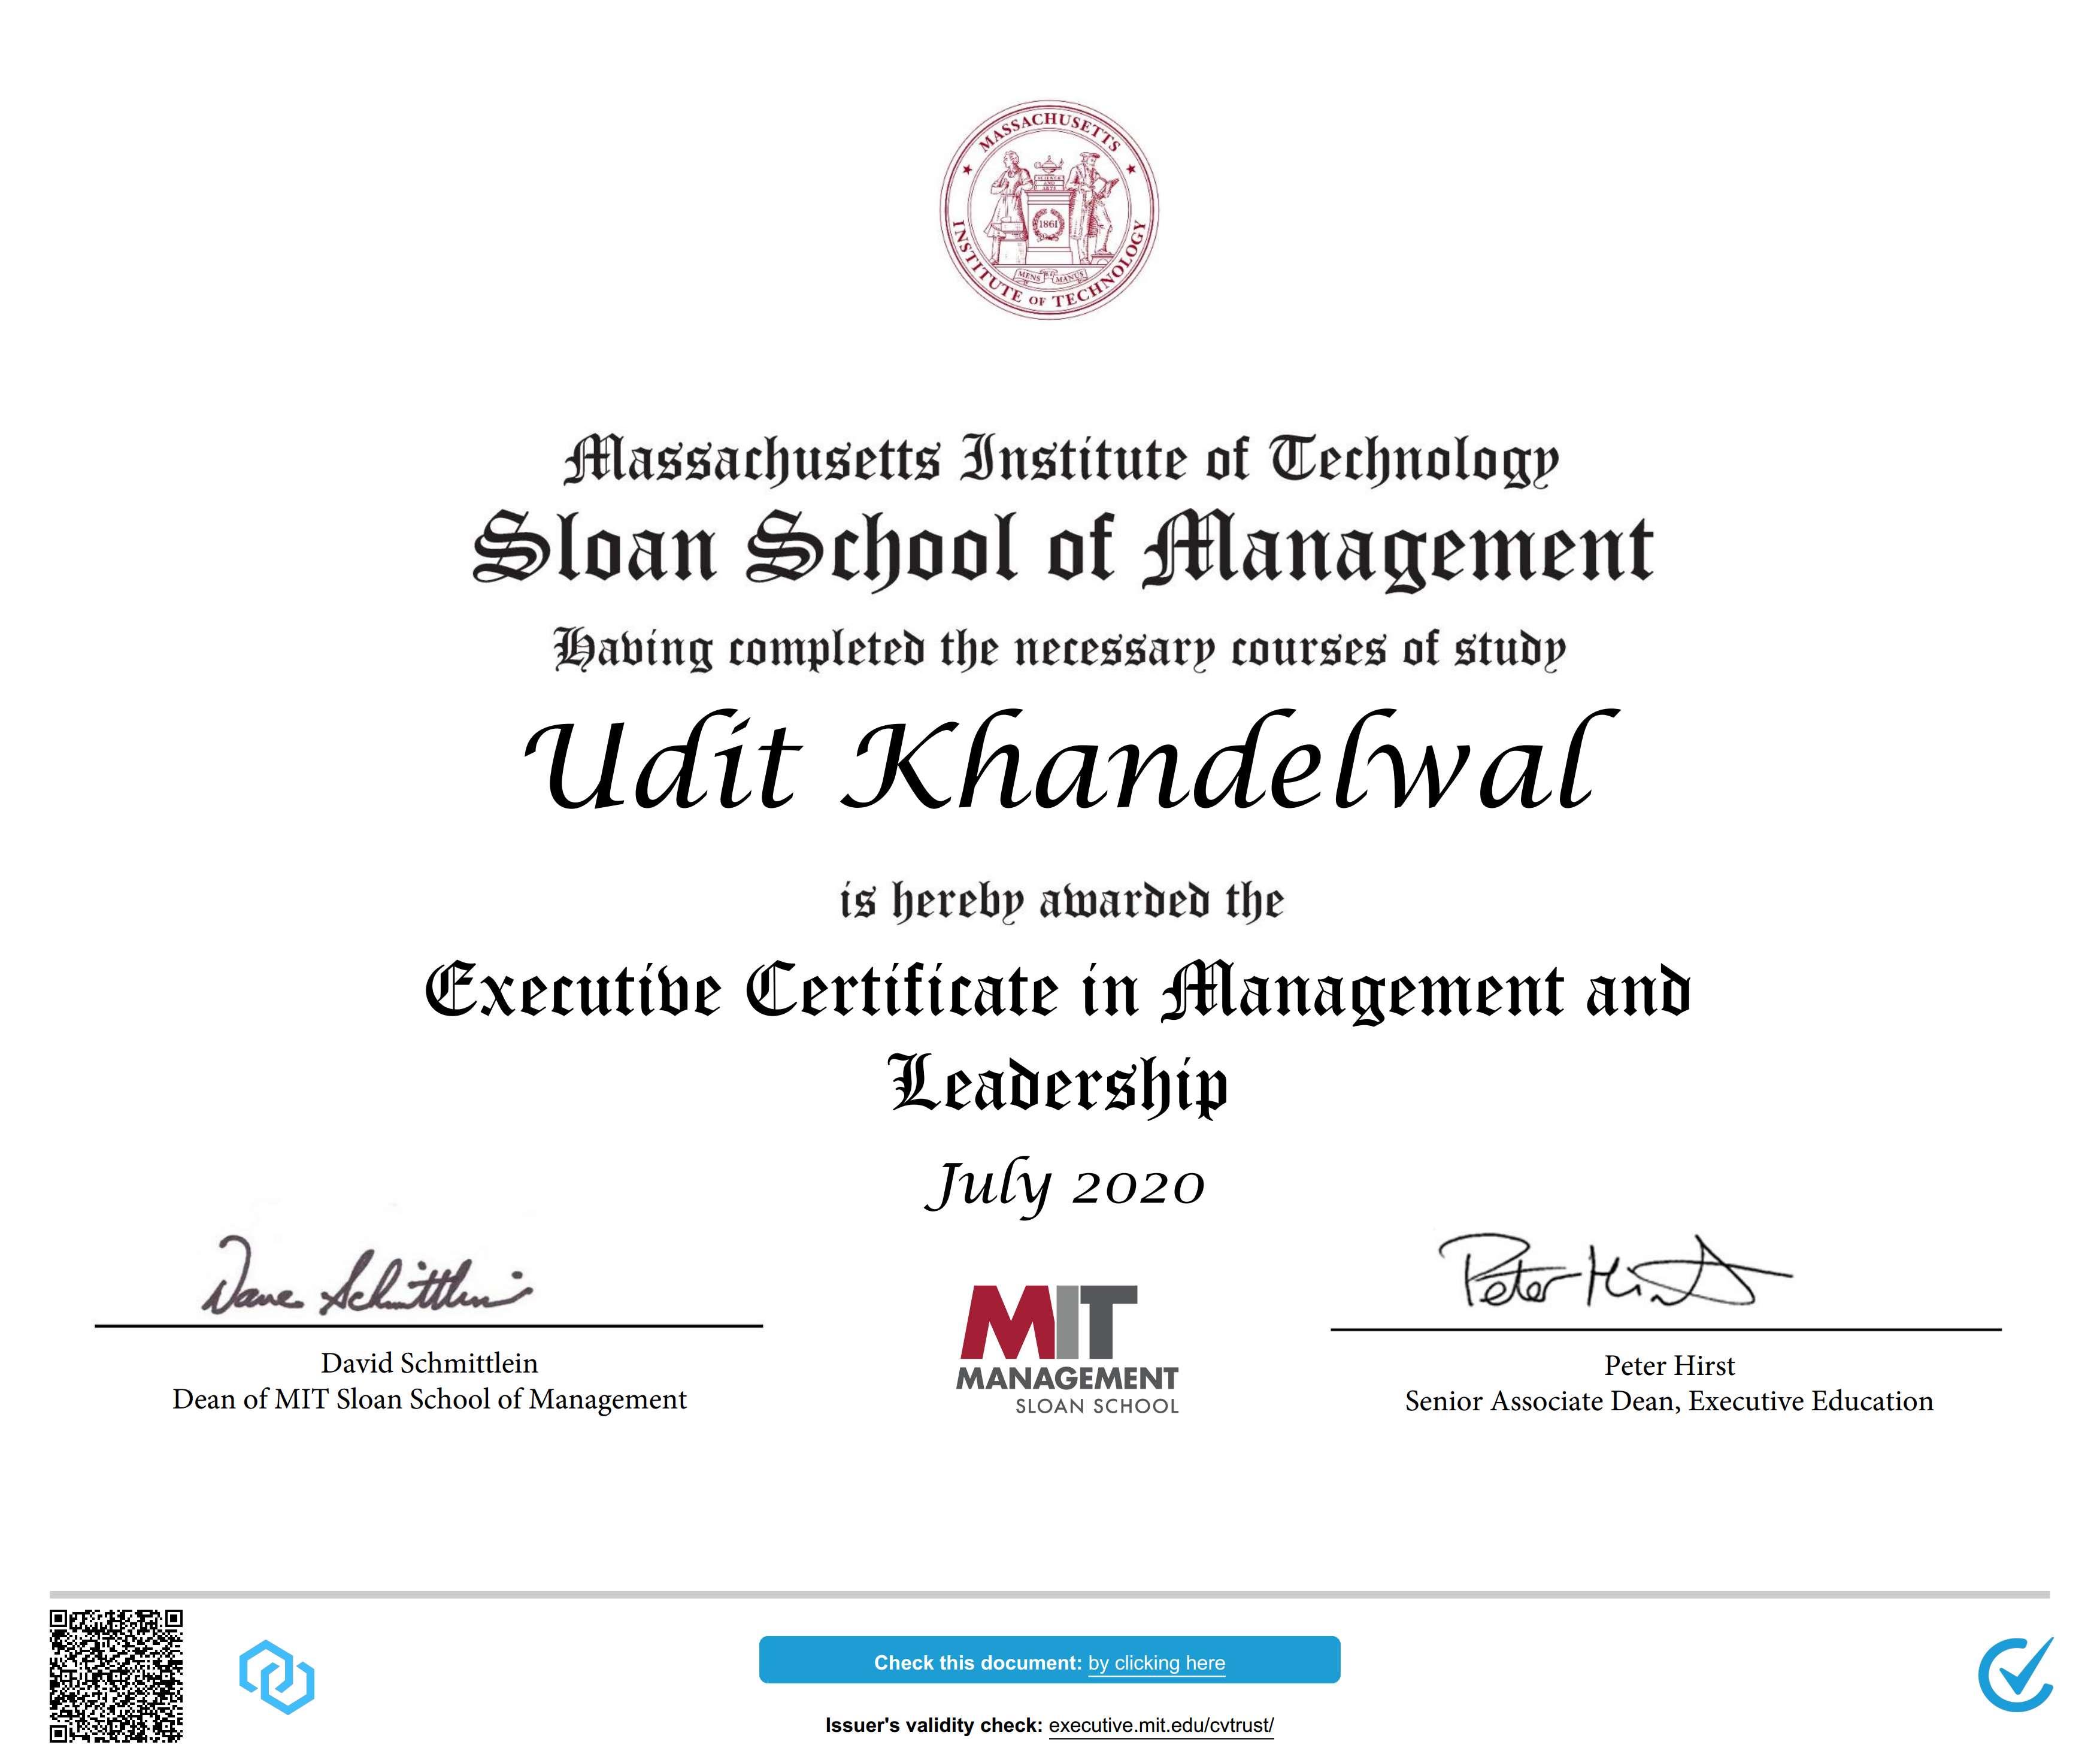 MASSACHUSETTS INSTITUTE OF TECHNOLOGY
SCIENCE AND ARTS
1861
MENS ET MANUS
Massachusetts Institute of Technology
Sloan School of Management
Having completed the necessary courses of study
Udit Khandelwal
is hereby awarded the
Executive Certificate in Management and
Leadership
July 2020
Dave Schmittlein
David Schmittlein
Dean of MIT Sloan School of Management
MIT
MANAGEMENT
SLOAN SCHOOL
Peter Hirst
Peter Hirst
Senior Associate Dean, Executive Education
Check this document: by clicking here
Issuer's validity check: executive.mit.edu/cvtrust/